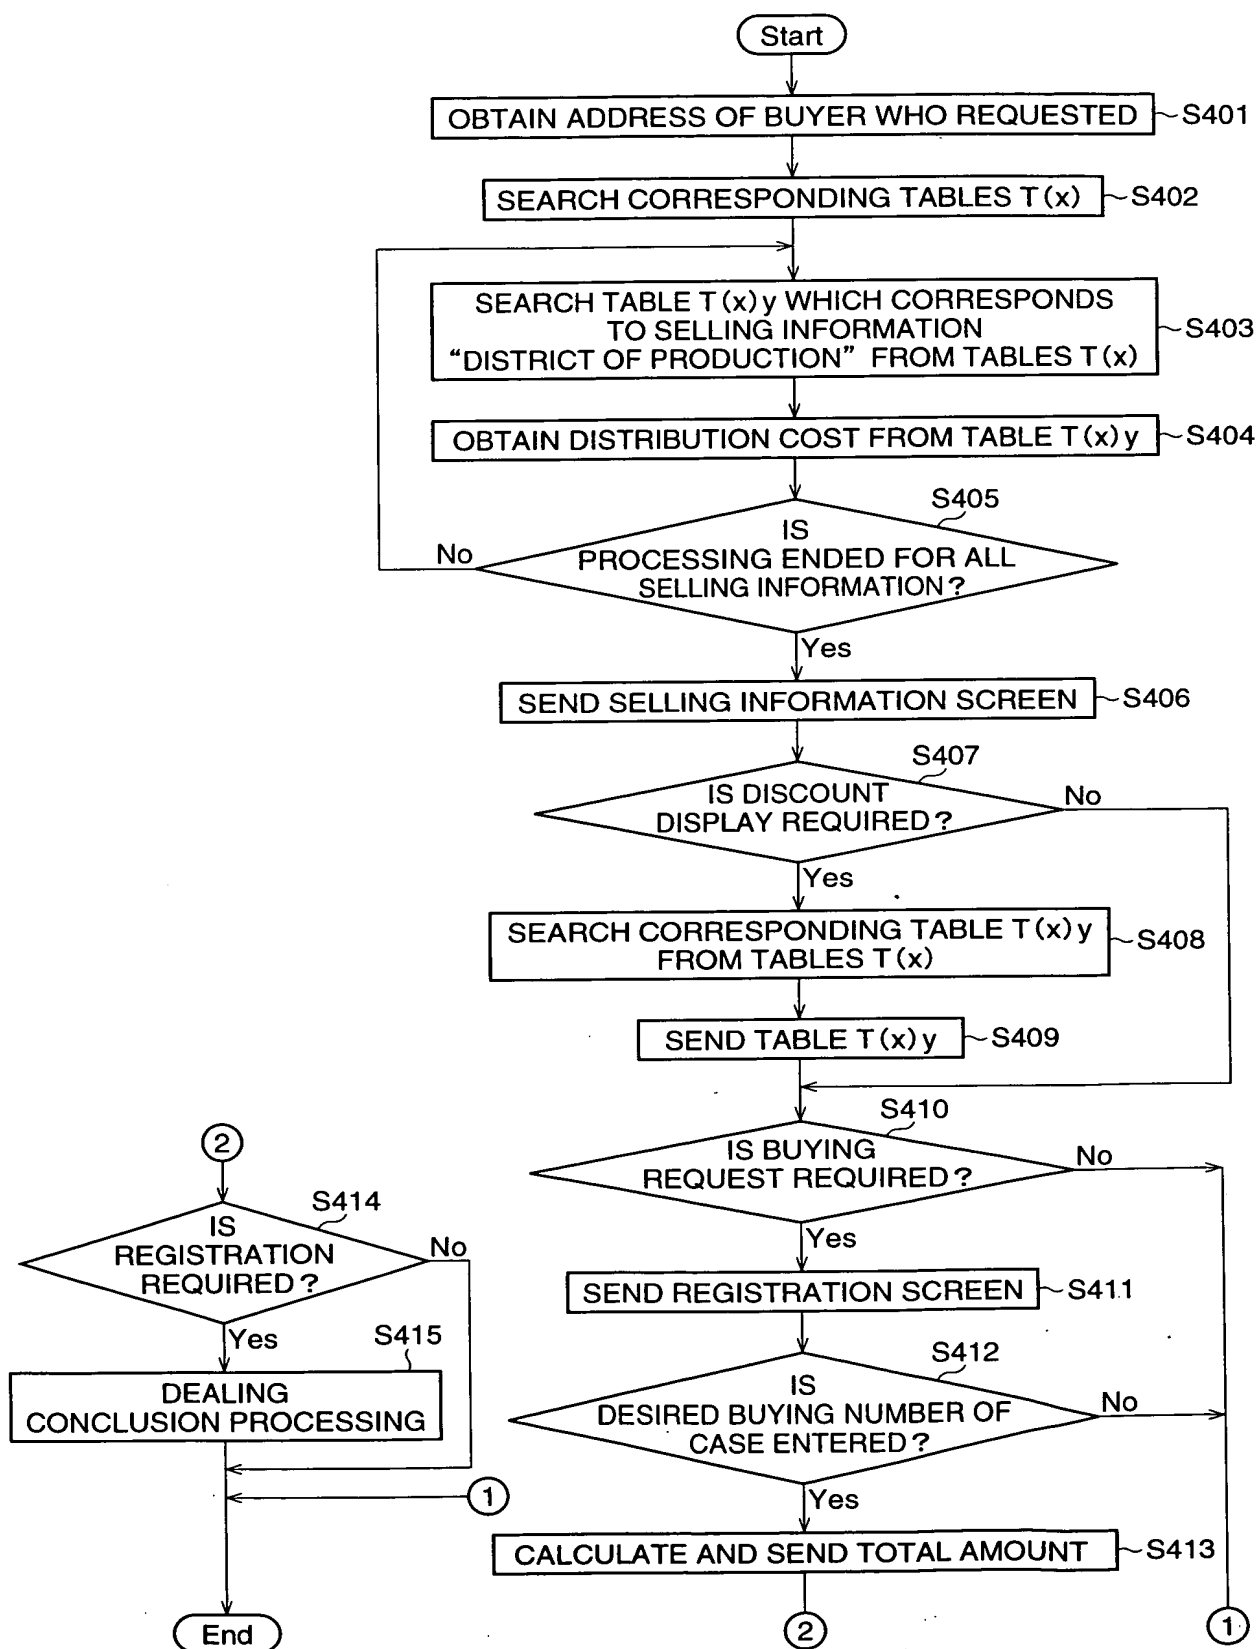 Start
OBTAIN ADDRESS OF BUYER WHO REQUESTED
S401
SEARCH CORRESPONDING TABLES T(x)
S402
SEARCH TABLE T(x)y WHICH CORRESPONDS
TO SELLING INFORMATION
"DISTRICT OF PRODUCTION" FROM TABLES T(x)
S403
OBTAIN DISTRIBUTION COST FROM TABLE T(x)y
S404
S405
IS
PROCESSING ENDED FOR ALL
SELLING INFORMATION?
No
Yes
SEND SELLING INFORMATION SCREEN
S406
S407
IS DISCOUNT
DISPLAY REQUIRED?
No
Yes
SEARCH CORRESPONDING TABLE T(x)y
FROM TABLES T(x)
S408
SEND TABLE T(x)y
S409
S410
IS BUYING
REQUEST REQUIRED?
No
Yes
SEND REGISTRATION SCREEN
S411
S412
IS
DESIRED BUYING NUMBER OF
CASE ENTERED?
No
Yes
CALCULATE AND SEND TOTAL AMOUNT
S413
2
1
2
S414
IS
REGISTRATION
REQUIRED?
No
Yes
S415
DEALING
CONCLUSION PROCESSING
1
End